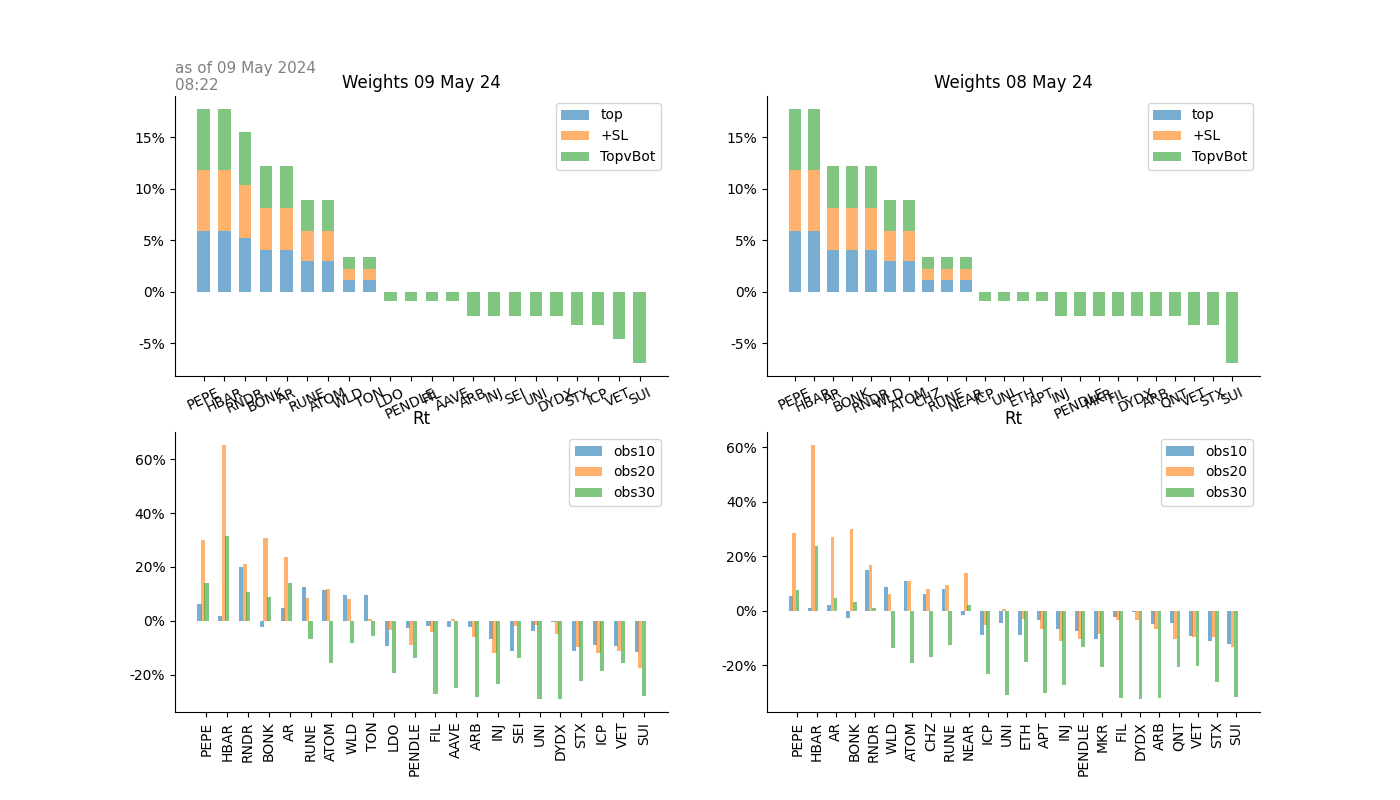 as of 09 May 2024
08:22
Weights 09 May 24
top
+SL
TopvBot
15%
10%
5%
0%
-5%
PEPE HBAR RNDR BONK AR RUNE ATOM WLD TON LDO PENDLE FIL AAVE ARB INJ SEI UNI DYDX STX ICP VET SUI
Weights 08 May 24
top
+SL
TopvBot
15%
10%
5%
0%
-5%
PEPE HBAR AR BONK RNDR WLD ATOM CHZ RUNE NEAR ICP UNI ETH APT INJ PENDLE MKR FIL DYDX ARB QNT VET STX SUI
Rt
obs10
obs20
obs30
60%
40%
20%
0%
-20%
PEPE HBAR RNDR BONK AR RUNE ATOM WLD TON LDO PENDLE FIL AAVE ARB INJ SEI UNI DYDX STX ICP VET SUI
Rt
obs10
obs20
obs30
60%
40%
20%
0%
-20%
PEPE HBAR AR BONK RNDR WLD ATOM CHZ RUNE NEAR ICP UNI ETH APT INJ PENDLE MKR FIL DYDX ARB QNT VET STX SUI